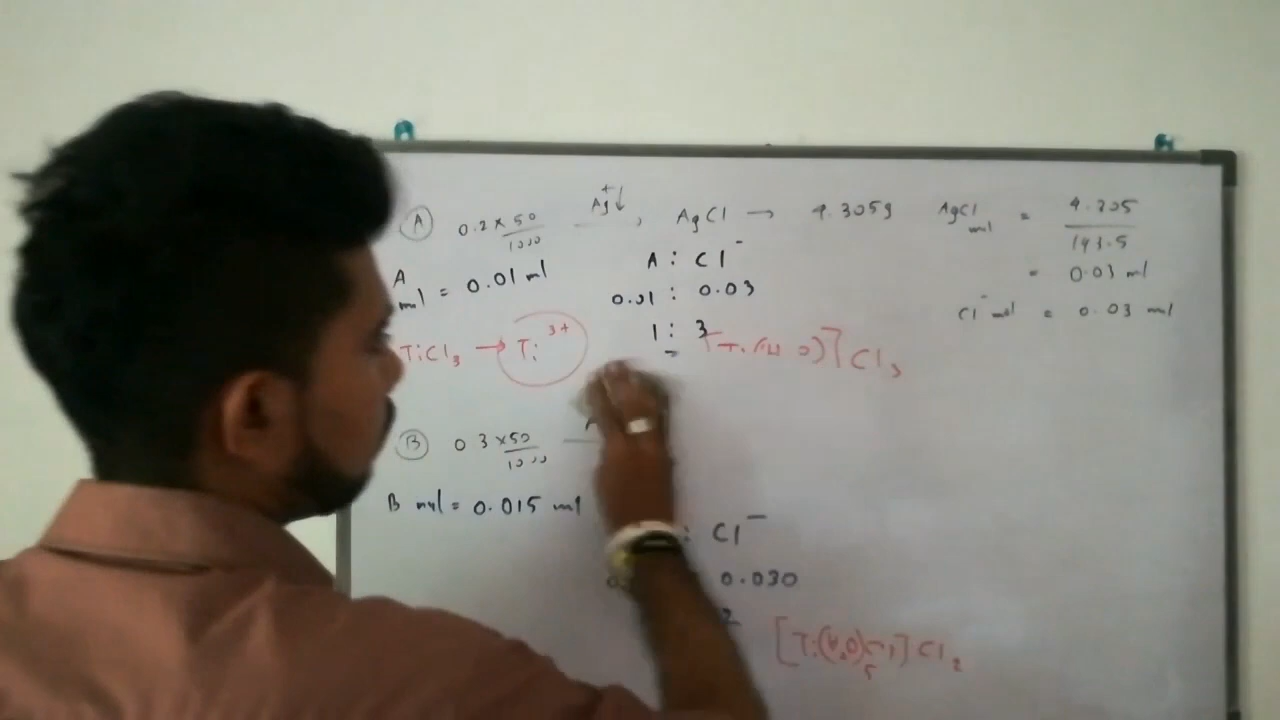 A 0.2 × 50/1000 Ag⁺↓ , AgCl → 4.305g AgCl mol = 4.305/143.5
A mol = 0.01 mol A : Cl⁻ = 0.03 mol
0.01 : 0.03 Cl⁻ mol = 0.03 mol
1 : 3
TiCl₃ → Ti³⁺ Cl₃
B 0.3 × 50/1000
B mol = 0.015 mol
: Cl⁻
0.030
2
[Ti(H₂O)₅Cl]Cl₂